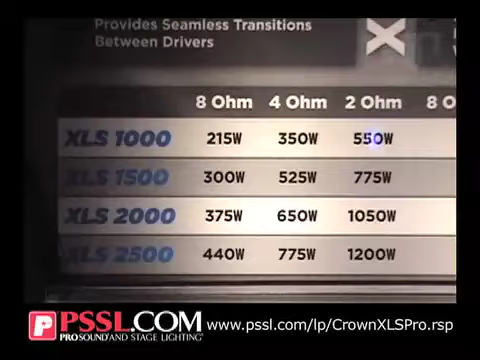 Provides Seamless Transitions
Between Drivers
X
8 Ohm 4 Ohm 2 Ohm 8 O
XLS 1000 215W 350W 550W
XLS 1500 300W 525W 775W
XLS 2000 375W 650W 1050W
XLS 2500 440W 775W 1200W
P PSSL.COM www.pssl.com/lp/CrownXLSPro.rsp
PROSOUND AND STAGE LIGHTING